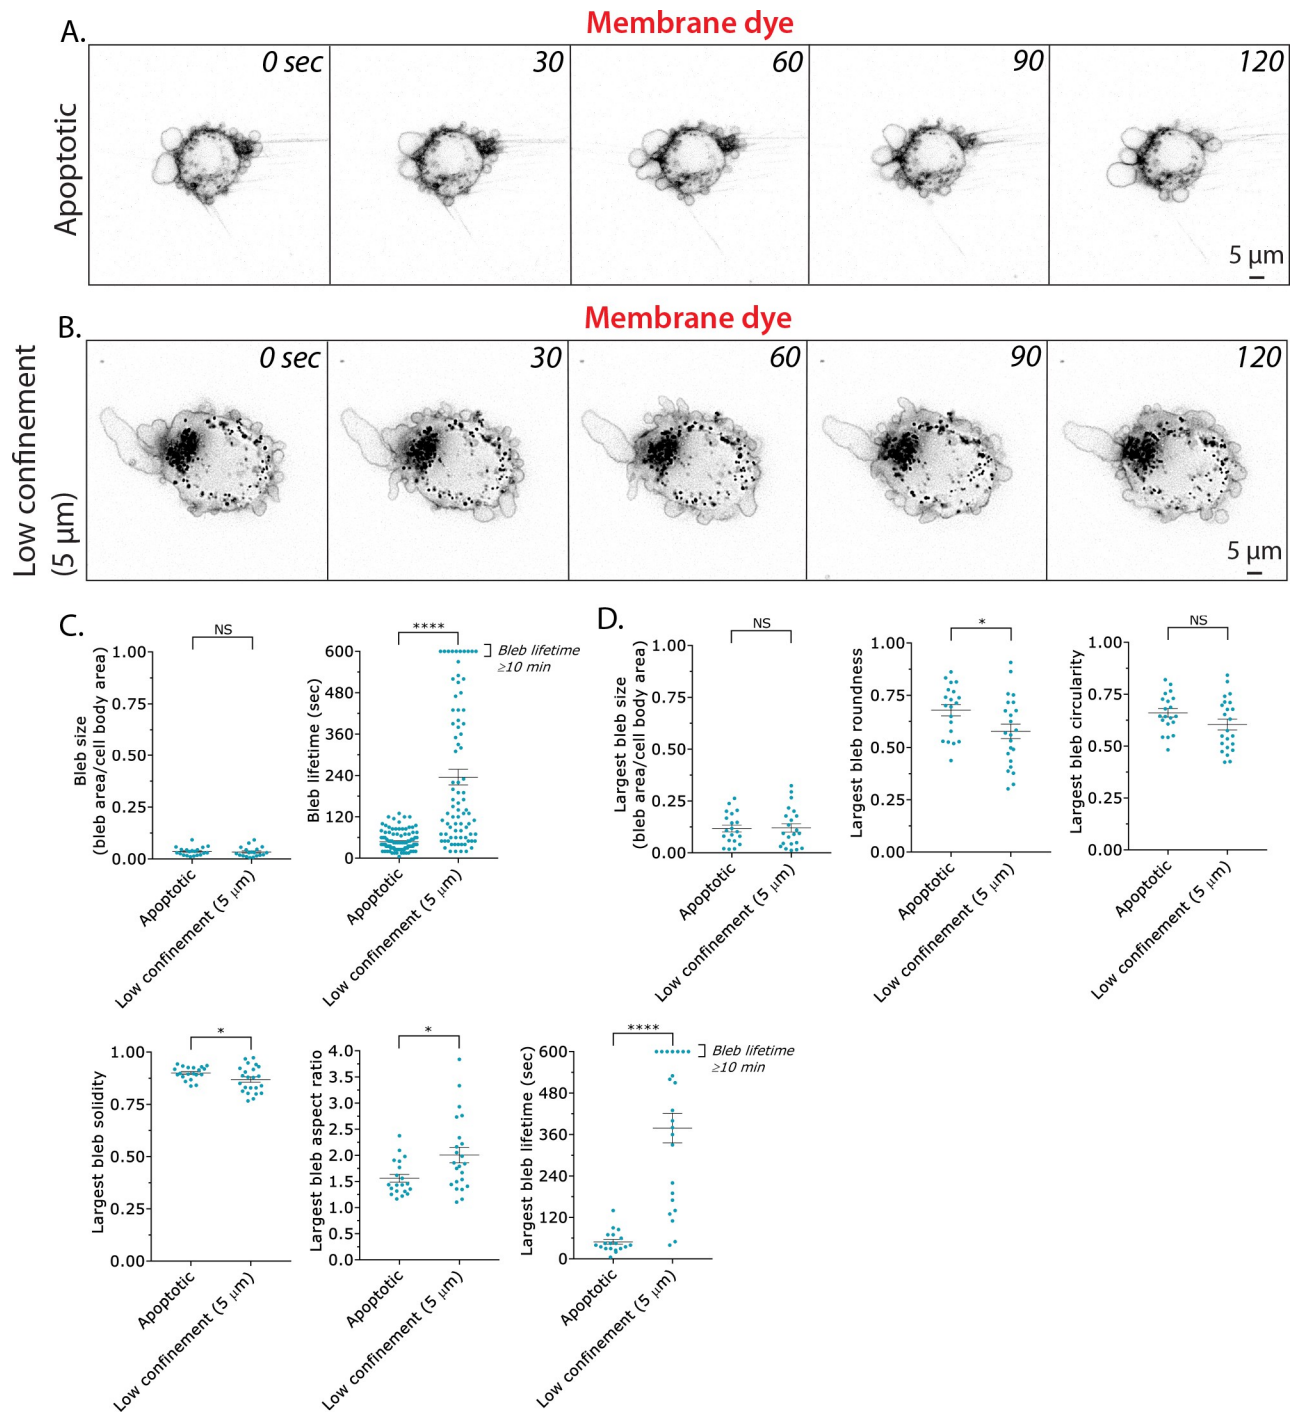 A.
Membrane dye
Apoptotic
0 sec
30
60
90
120
5 µm
B.
Membrane dye
Low confinement
(5 µm)
0 sec
30
60
90
120
5 µm
C.
NS
Bleb size
(bleb area/cell body area)
1.00
0.75
0.50
0.25
0.00
Apoptotic
Low confinement (5 µm)
****
Bleb lifetime
≥10 min
Bleb lifetime (sec)
600
480
360
240
120
0
Apoptotic
Low confinement (5 µm)
D.
NS
Largest bleb size
(bleb area/cell body area)
1.00
0.75
0.50
0.25
0.00
Apoptotic
Low confinement (5 µm)
*
Largest bleb roundness
1.00
0.75
0.50
0.25
0.00
Apoptotic
Low confinement (5 µm)
NS
Largest bleb circularity
1.00
0.75
0.50
0.25
0.00
Apoptotic
Low confinement (5 µm)
*
Largest bleb solidity
1.00
0.75
0.50
0.25
0.00
Apoptotic
Low confinement (5 µm)
*
Largest bleb aspect ratio
4.0
3.5
3.0
2.5
2.0
1.5
1.0
0.5
0.0
Apoptotic
Low confinement (5 µm)
****
Bleb lifetime
≥10 min
Largest bleb lifetime (sec)
600
480
360
240
120
0
Apoptotic
Low confinement (5 µm)